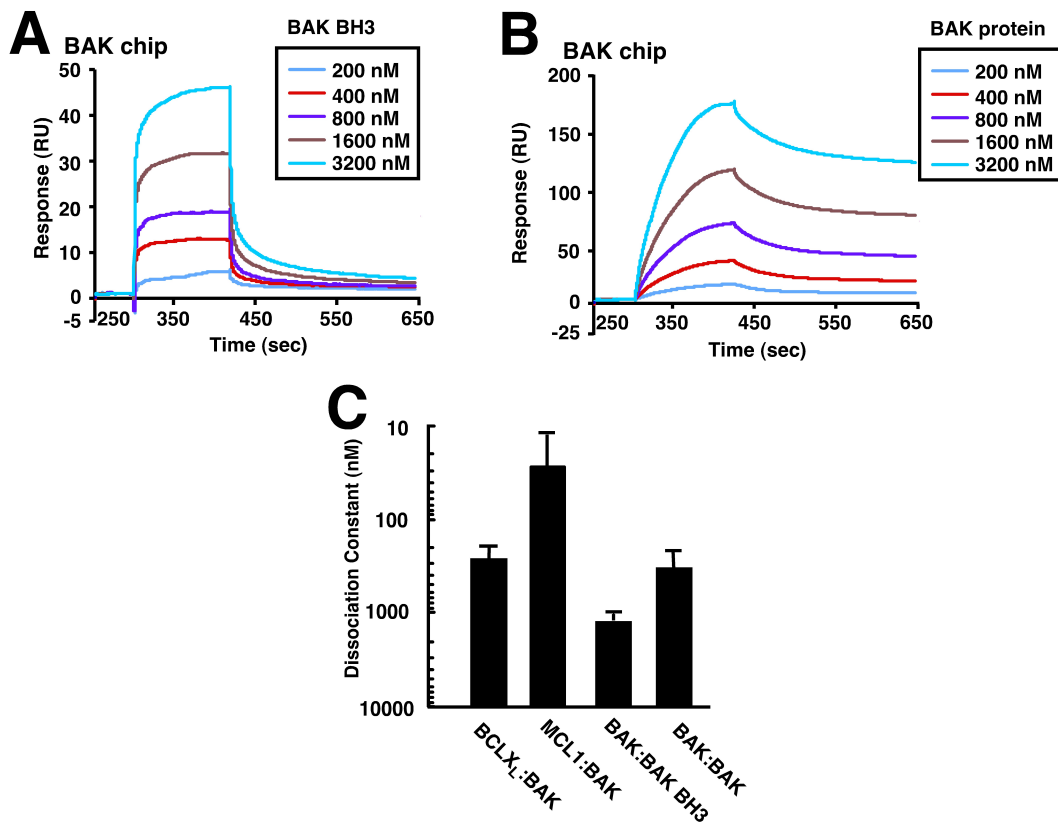 A
BAK chip
BAK BH3
200 nM
400 nM
800 nM
1600 nM
3200 nM
Response (RU)
50
40
30
20
10
0
-5
250
350
450
550
650
Time (sec)
B
BAK chip
BAK protein
200 nM
400 nM
800 nM
1600 nM
3200 nM
Response (RU)
200
150
100
50
0
-25
250
350
450
550
650
Time (sec)
C
Dissociation Constant (nM)
10
100
1000
10000
BCLXL:BAK
MCL1:BAK
BAK:BAK BH3
BAK:BAK